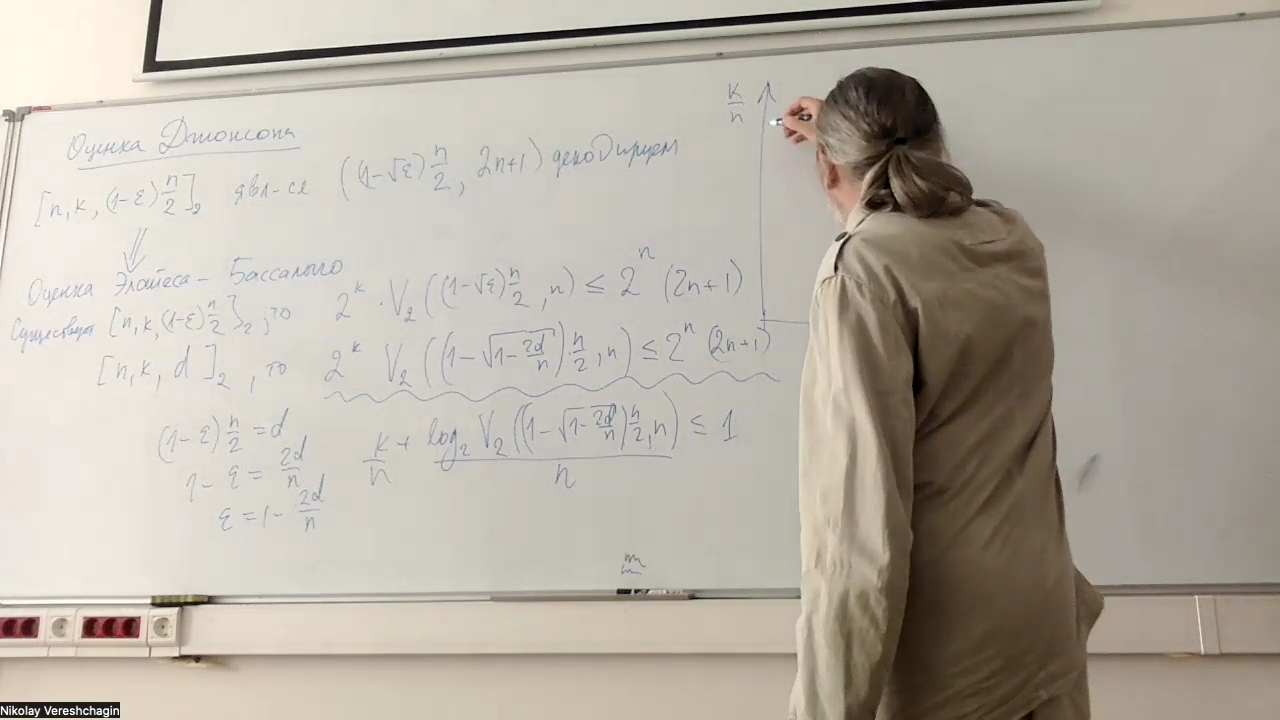 Оценка Джонсона
[n, k, (1-ε) n/2]₂ явл-ся ((1-√ε) n/2, 2n+1) декодируем
⇓
Оценка Элайеса - Бассалыго
Существует [n, k, (1-ε) n/2]₂, то 2^k · V₂((1-√ε) n/2, n) ≤ 2^n (2n+1)
[n, k, d]₂, то 2^k V₂((1-√(1-2d/n)) · n/2, n) ≤ 2^n (2n+1)
(1-ε) n/2 = d
1-ε = 2d/n
ε = 1 - 2d/n
k/n + log₂ V₂((1-√(1-2d/n)) n/2, n) / n ≤ 1
k/n
Nikolay Vereshchagin